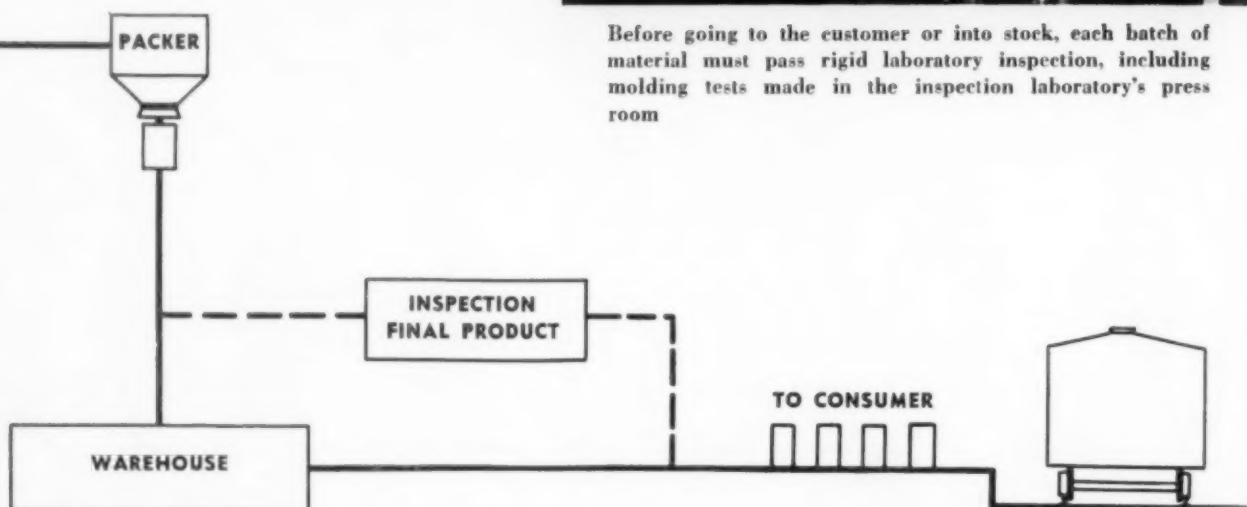 PACKER
Before going to the customer or into stock, each batch of
material must pass rigid laboratory inspection, including
molding tests made in the inspection laboratory's press
room
INSPECTION
FINAL PRODUCT
TO CONSUMER
WAREHOUSE